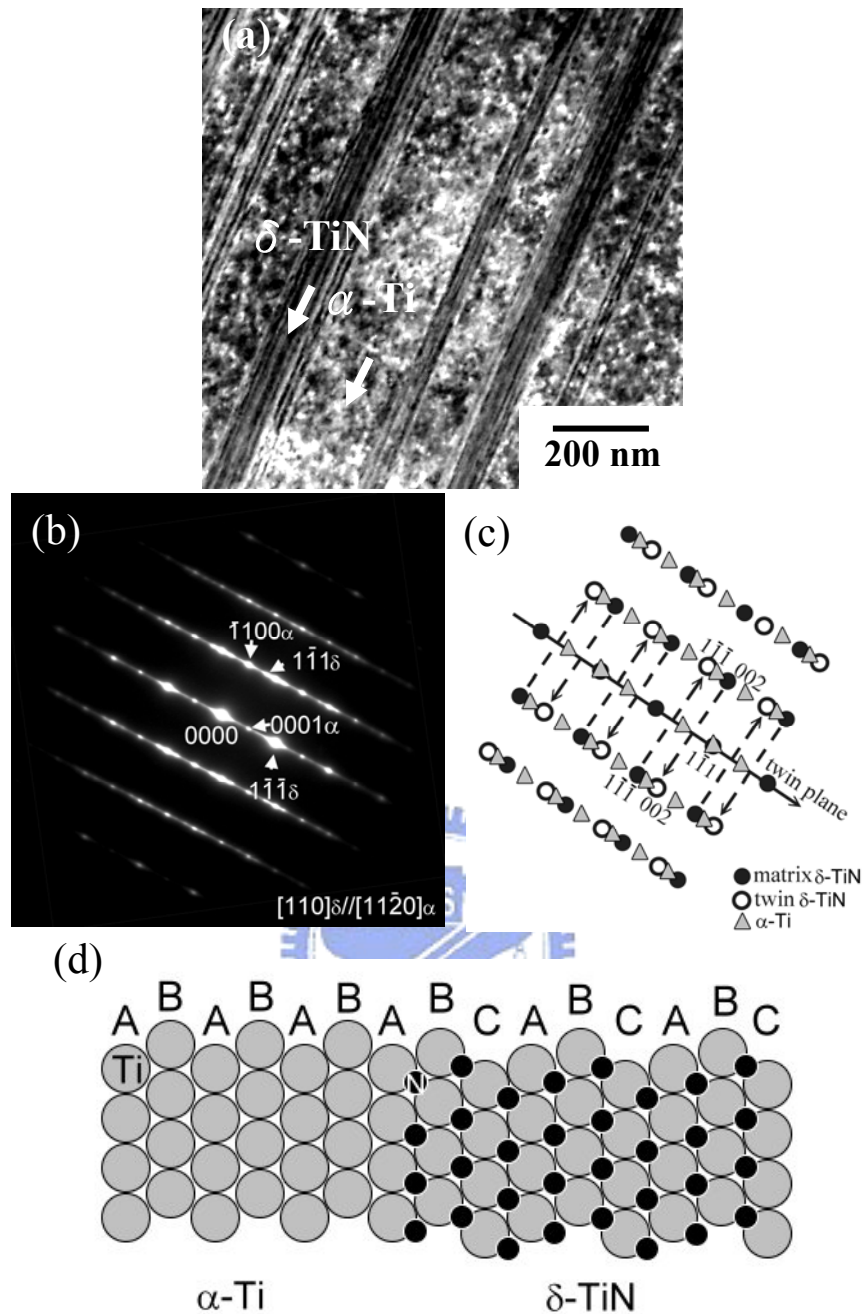 (a)
δ-TiN
α-Ti
200 nm
(b)
1̄100α
11̄1δ
0000
0001α
11̄1̄δ
[110]δ//[112̄0]α
(c)
11̄1̄ 002
11̄1
11̄1̄ 002
twin plane
matrix δ-TiN
twin δ-TiN
α-Ti
(d)
A B A B A B A B C A B C A B C
Ti
N
α-Ti
δ-TiN